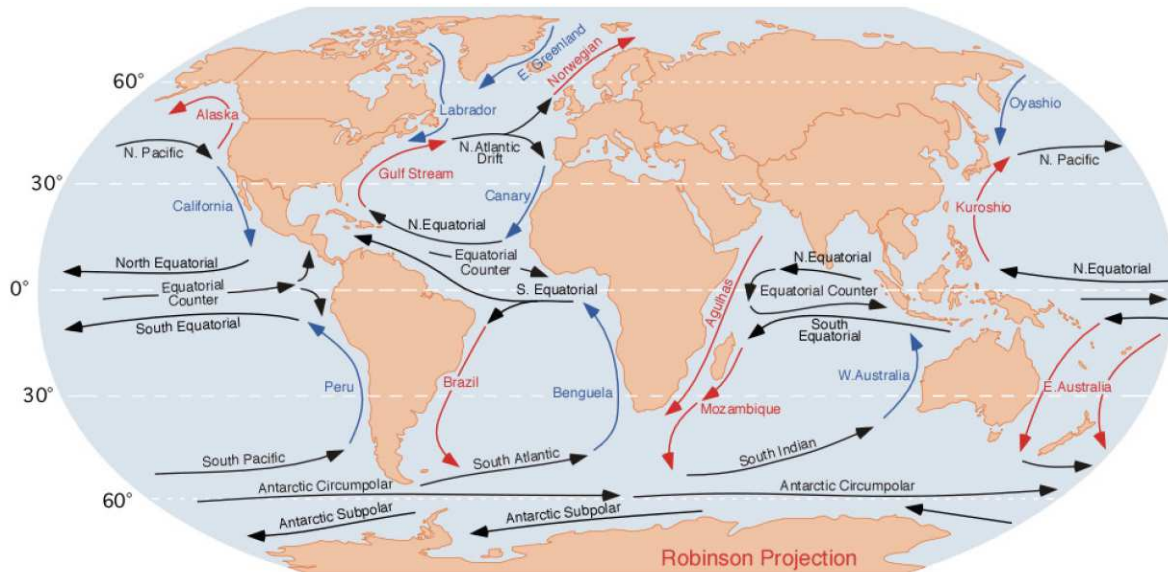 E. Greenland
Norwegian
60°
Alaska
Labrador
Oyashio
N. Pacific
N.Atlantic
Drift
N. Pacific
30°
Gulf Stream
California
Canary
Kuroshio
N.Equatorial
North Equatorial
Equatorial
Counter
N.Equatorial
N.Equatorial
0°
Equatorial
Counter
S. Equatorial
Equatorial Counter
Agulhas
South Equatorial
South
Equatorial
Peru
Brazil
Benguela
W.Australia
E.Australia
30°
Mozambique
South Pacific
South Atlantic
South Indian
60°
Antarctic Circumpolar
Antarctic Circumpolar
Antarctic Subpolar
Antarctic Subpolar
Robinson Projection